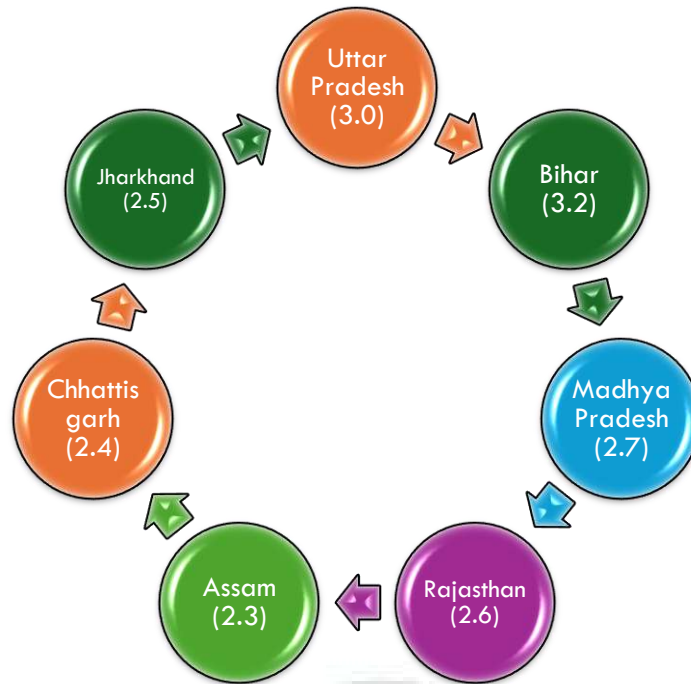 Uttar
Pradesh
(3.0)
Bihar
(3.2)
Madhya
Pradesh
(2.7)
Rajasthan
(2.6)
Assam
(2.3)
Chhattis
garh
(2.4)
Jharkhand
(2.5)